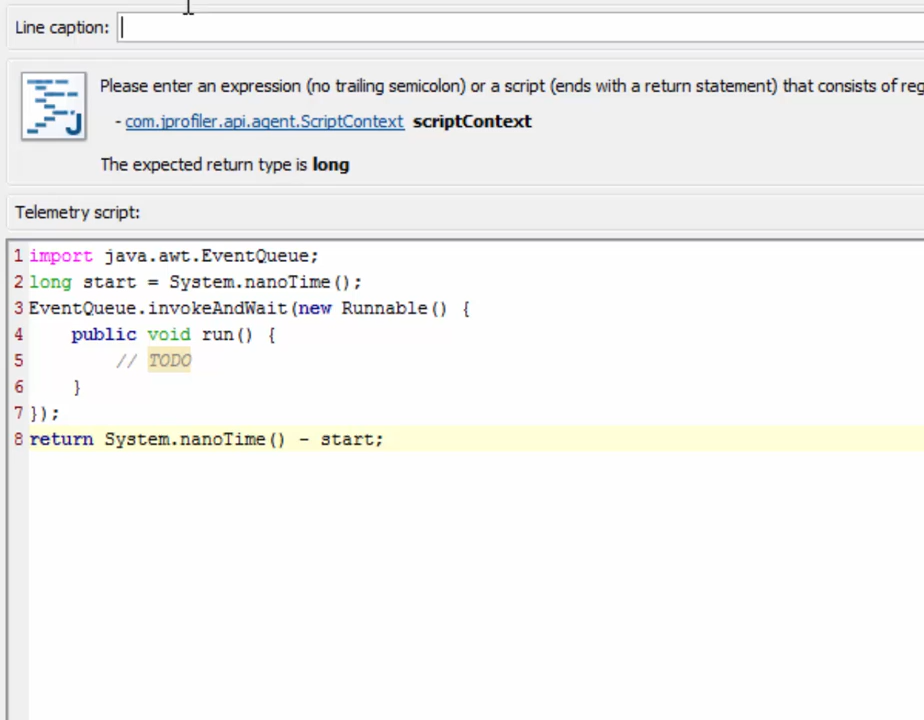 Line caption:
Please enter an expression (no trailing semicolon) or a script (ends with a return statement) that consists of
- com.jprofiler.api.agent.ScriptContext scriptContext
The expected return type is long
Telemetry script:
1 import java.awt.EventQueue;
2 long start = System.nanoTime();
3 EventQueue.invokeAndWait(new Runnable() {
4     public void run() {
5         // TODO
6     }
7 });
8 return System.nanoTime() - start;